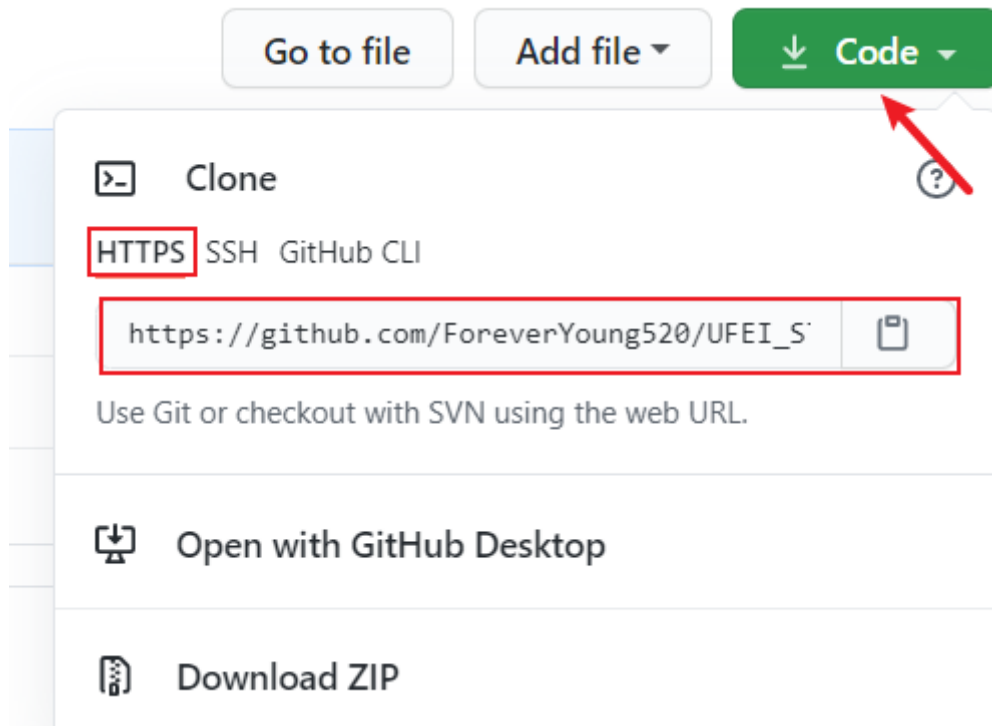 Go to file Add file Code
Clone
HTTPS SSH GitHub CLI
https://github.com/ForeverYoung520/UFEI_S
Use Git or checkout with SVN using the web URL.
Open with GitHub Desktop
Download ZIP